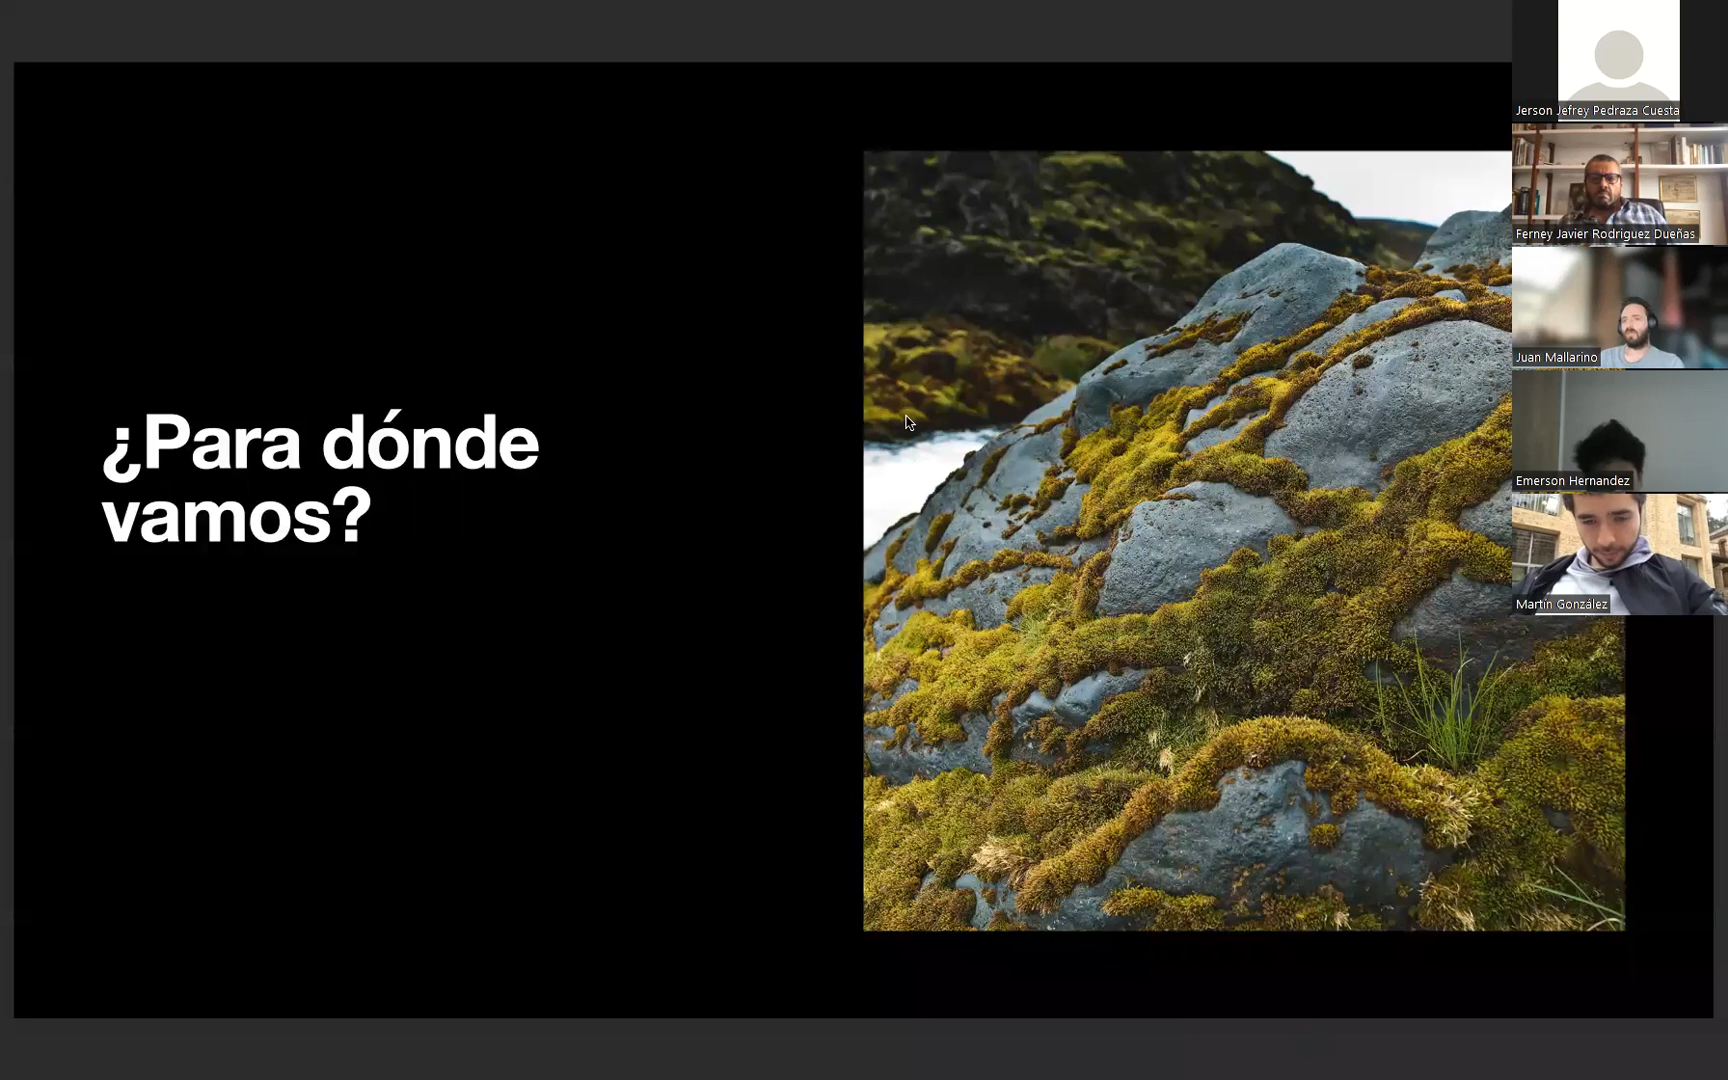 ¿Para dónde
vamos?
Jerson Jefrey Pedraza Cuesta
Ferney Javier Rodriguez Dueñas
Juan Mallarino
Emerson Hernandez
Martín González